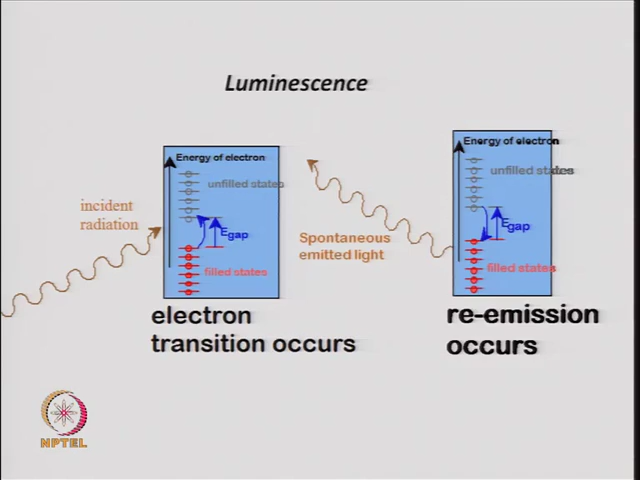 Luminescence
Energy of electron
unfilled states
incident
radiation
Egap
filled states
electron
transition occurs
Spontaneous
emitted light
Energy of electron
unfilled states
Egap
filled states
re-emission
occurs
NPTEL